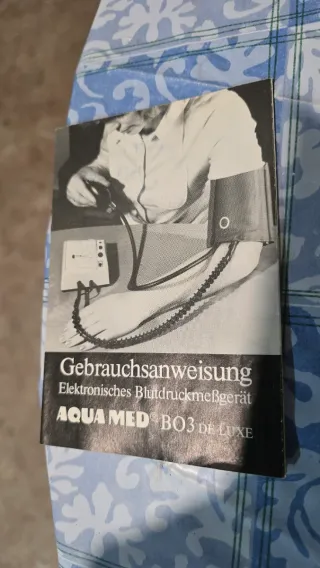 Gebrauchsanweisung
Elektronisches Blutdruckmeßgerät
AQUA MED® BO3 DE LUXE